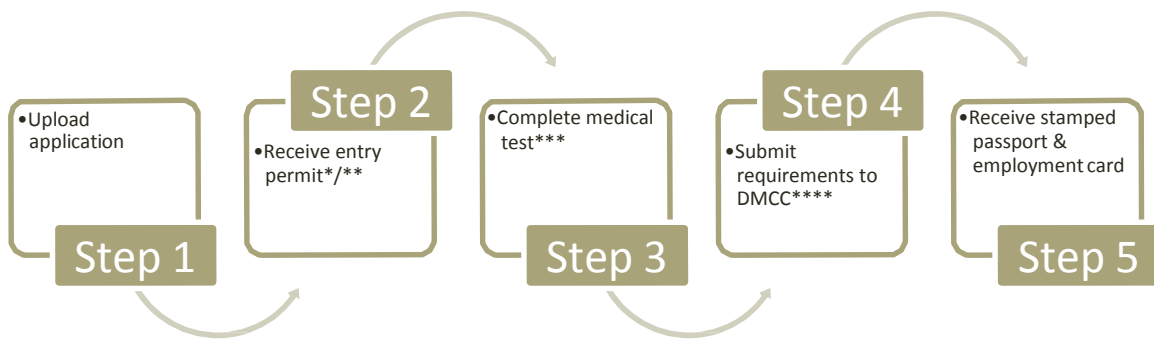 Step 1
•Upload
application
Step 2
•Receive entry
permit*/**
•Complete medical
test***
Step 3
Step 4
•Submit
requirements to
DMCC****
•Receive stamped
passport &
employment card
Step 5